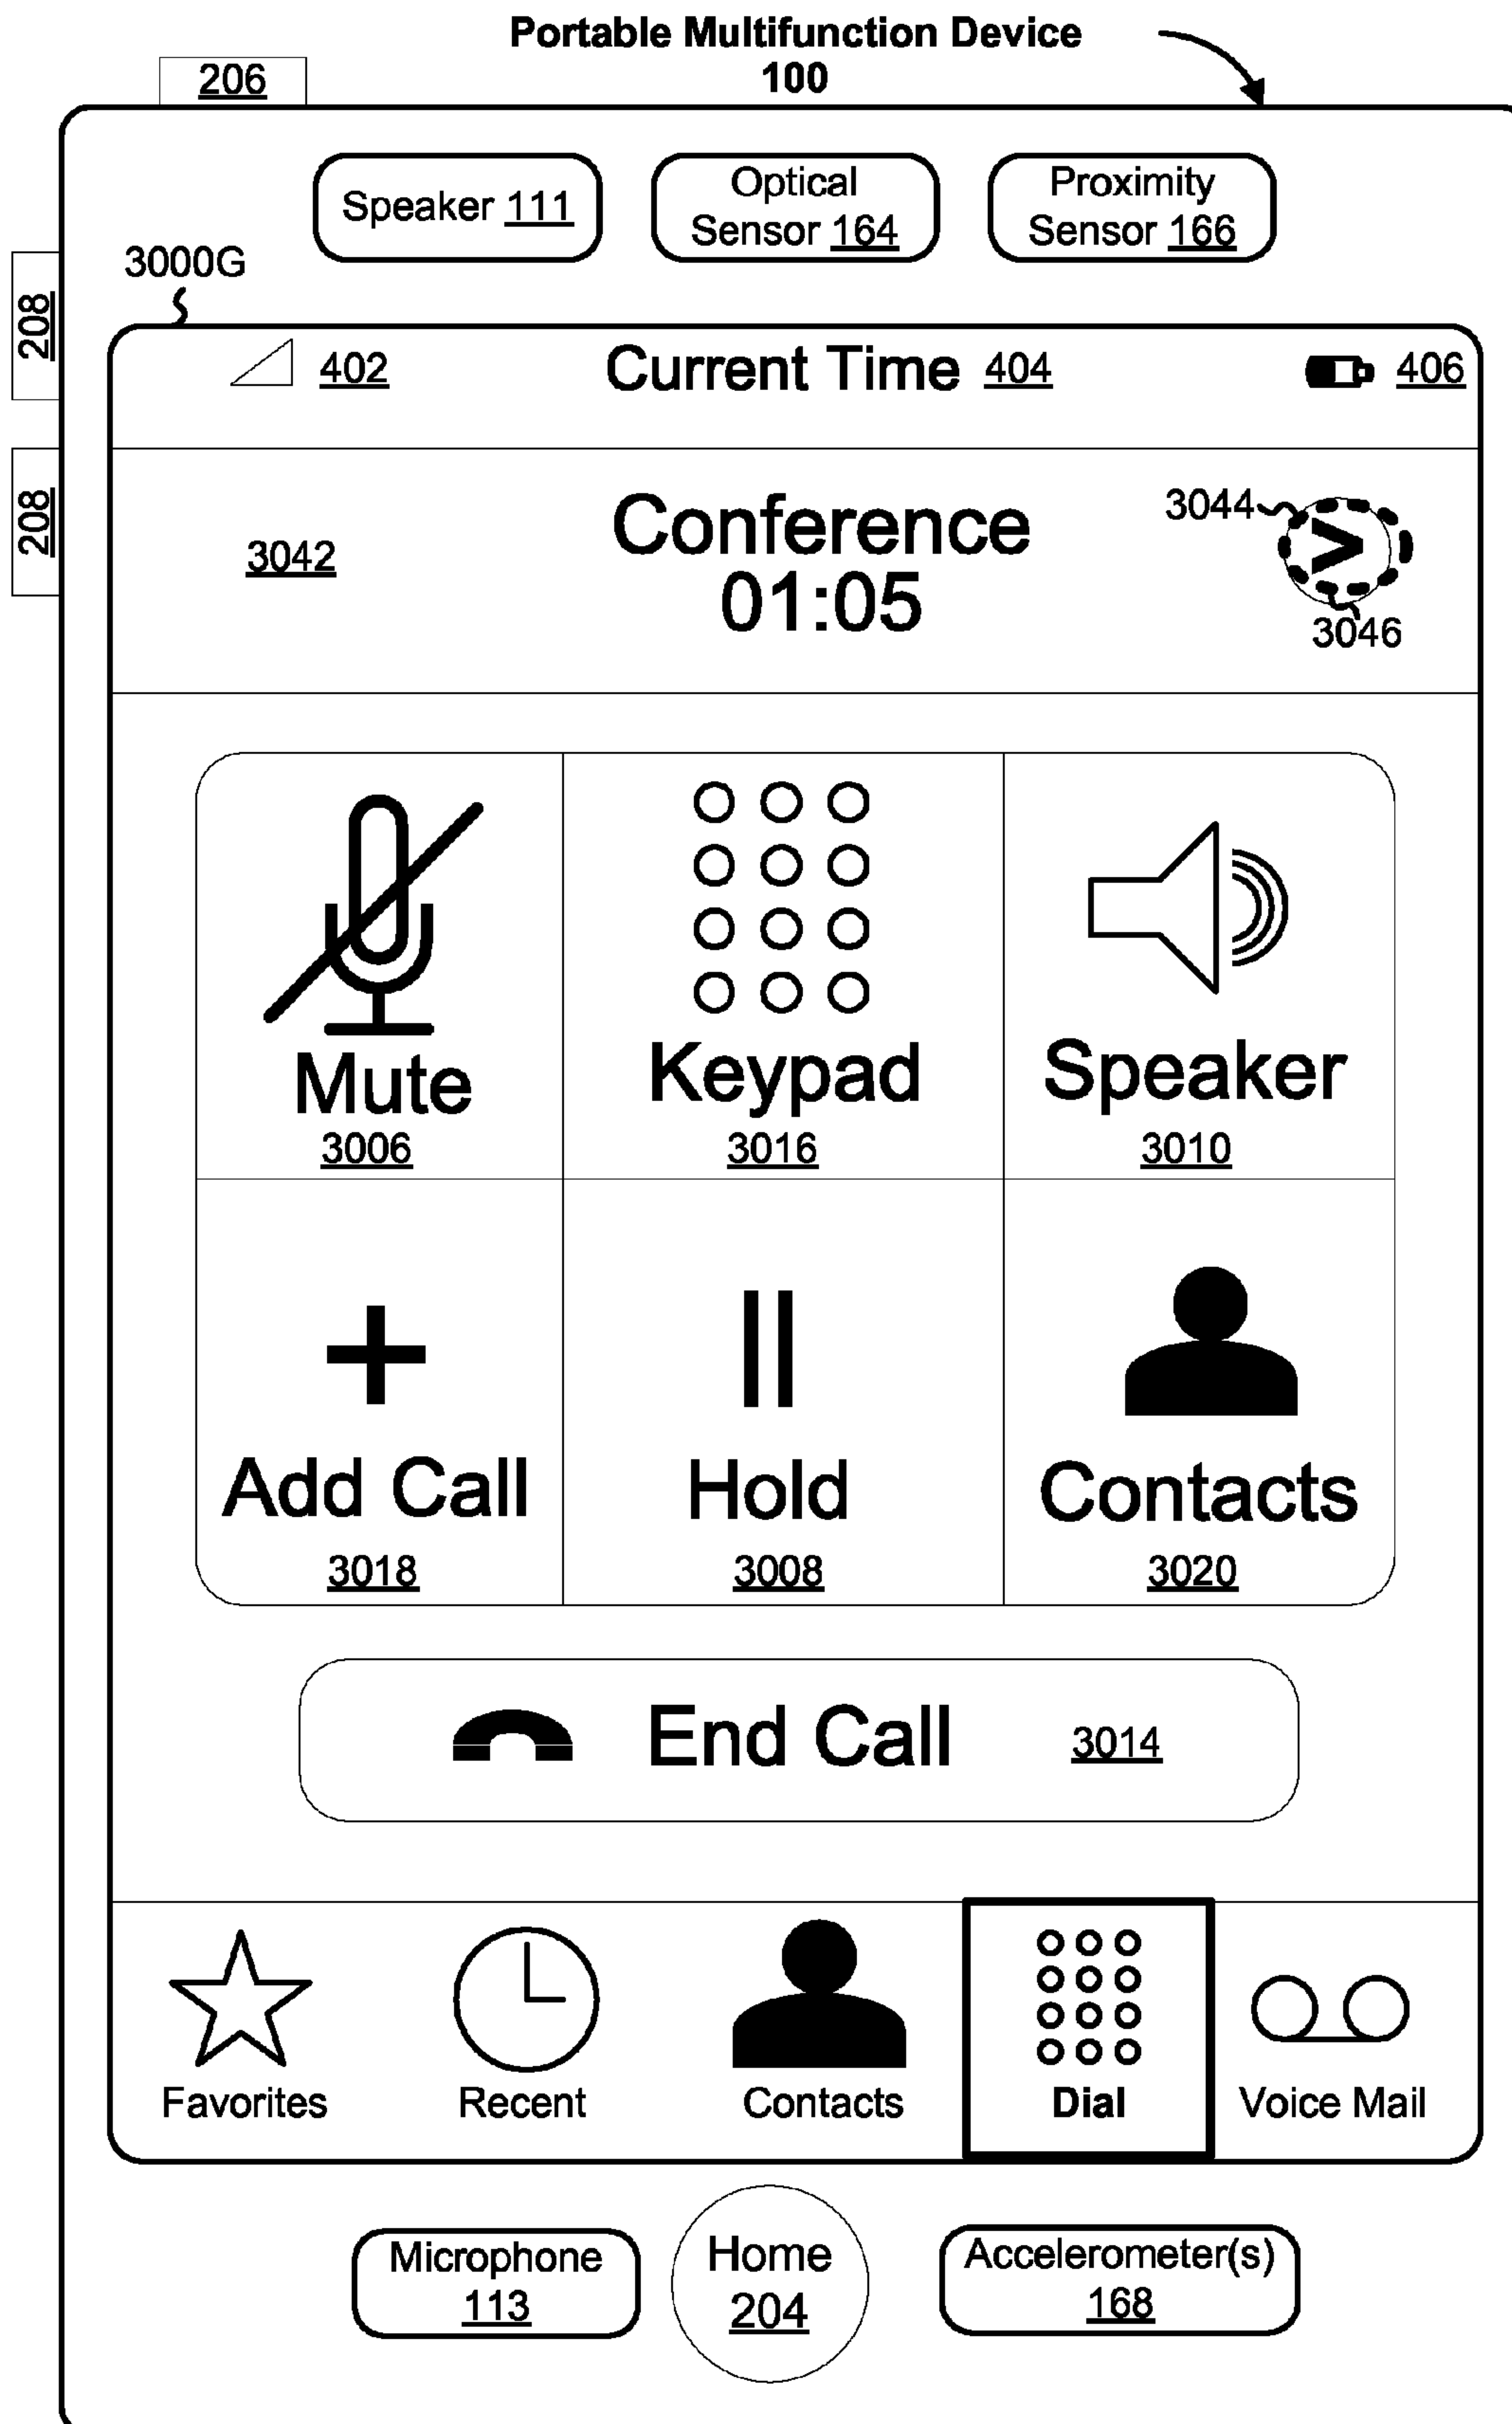 Portable Multifunction Device
100
206
Speaker 111
Optical
Sensor 164
Proximity
Sensor 166
3000G
208
208
402
Current Time 404
406
3042
Conference
01:05
3044
>
3046
Mute
3006
Keypad
3016
Speaker
3010
Add Call
3018
Hold
3008
Contacts
3020
End Call 3014
Favorites
Recent
Contacts
Dial
Voice Mail
Microphone
113
Home
204
Accelerometer(s)
168